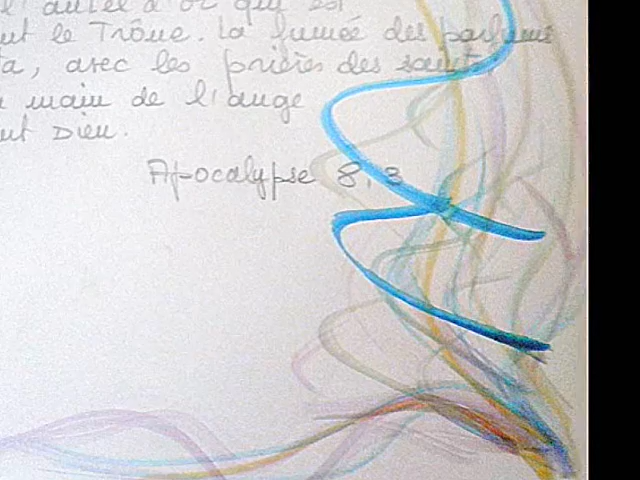 l'autel d'or qui est
nt le Trône. La fumée des parfums
ta, avec les prières des saints,
main de l'ange
nt Dieu.
Apocalypse 8, 3